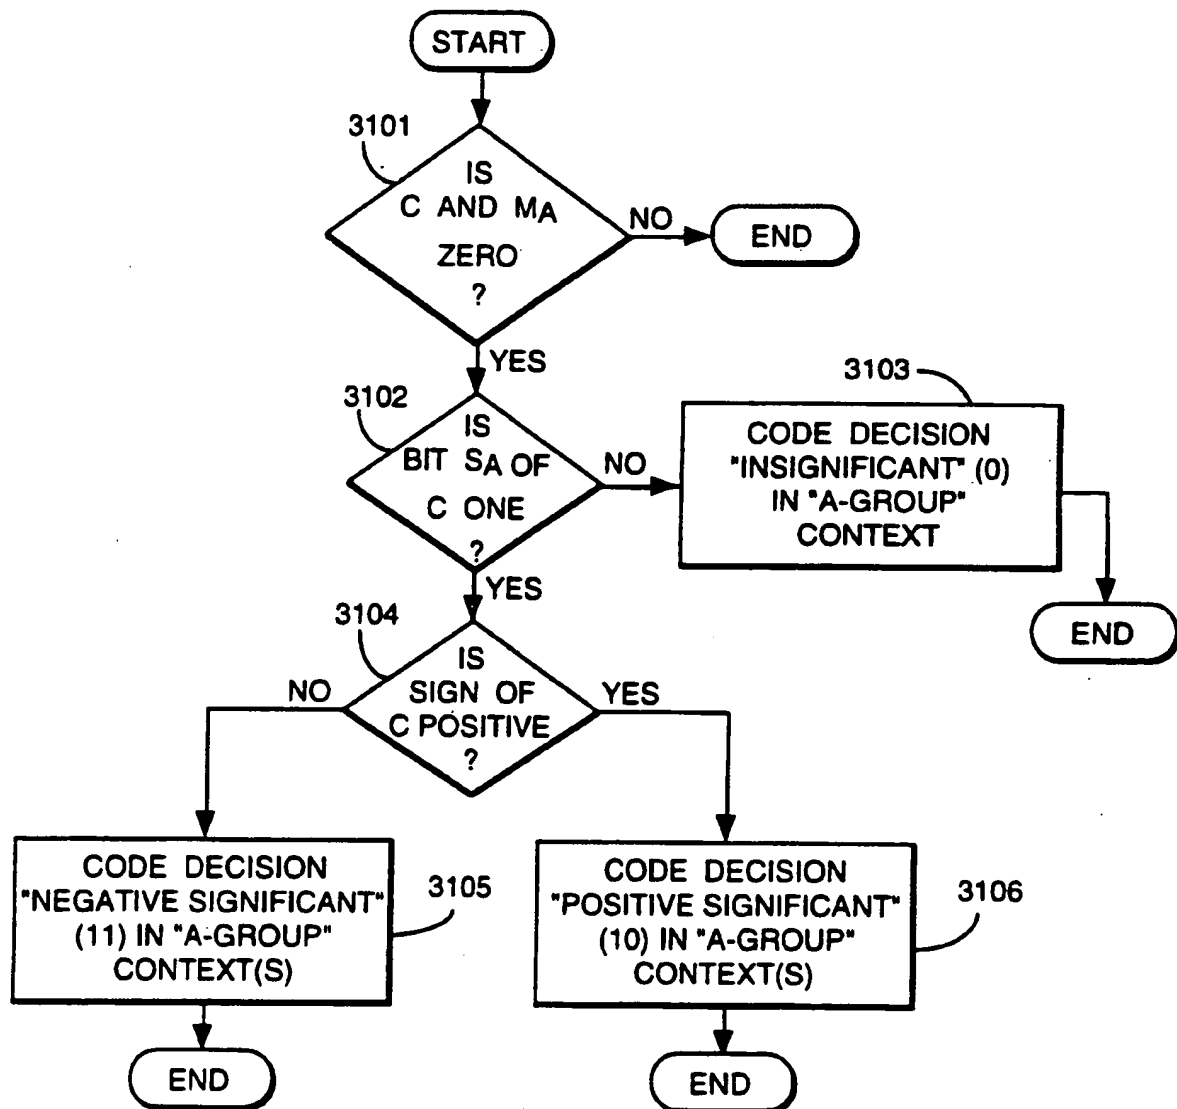 START
3101
IS
C AND MA
ZERO
?
NO
END
YES
3102
IS
BIT SA OF
C ONE
?
NO
3103
CODE DECISION
"INSIGNIFICANT" (0)
IN "A-GROUP"
CONTEXT
END
YES
3104
IS
SIGN OF
C POSITIVE
?
NO
YES
CODE DECISION
"NEGATIVE SIGNIFICANT"
(11) IN "A-GROUP"
CONTEXT(S)
3105
END
CODE DECISION
"POSITIVE SIGNIFICANT"
(10) IN "A-GROUP"
CONTEXT(S)
3106
END